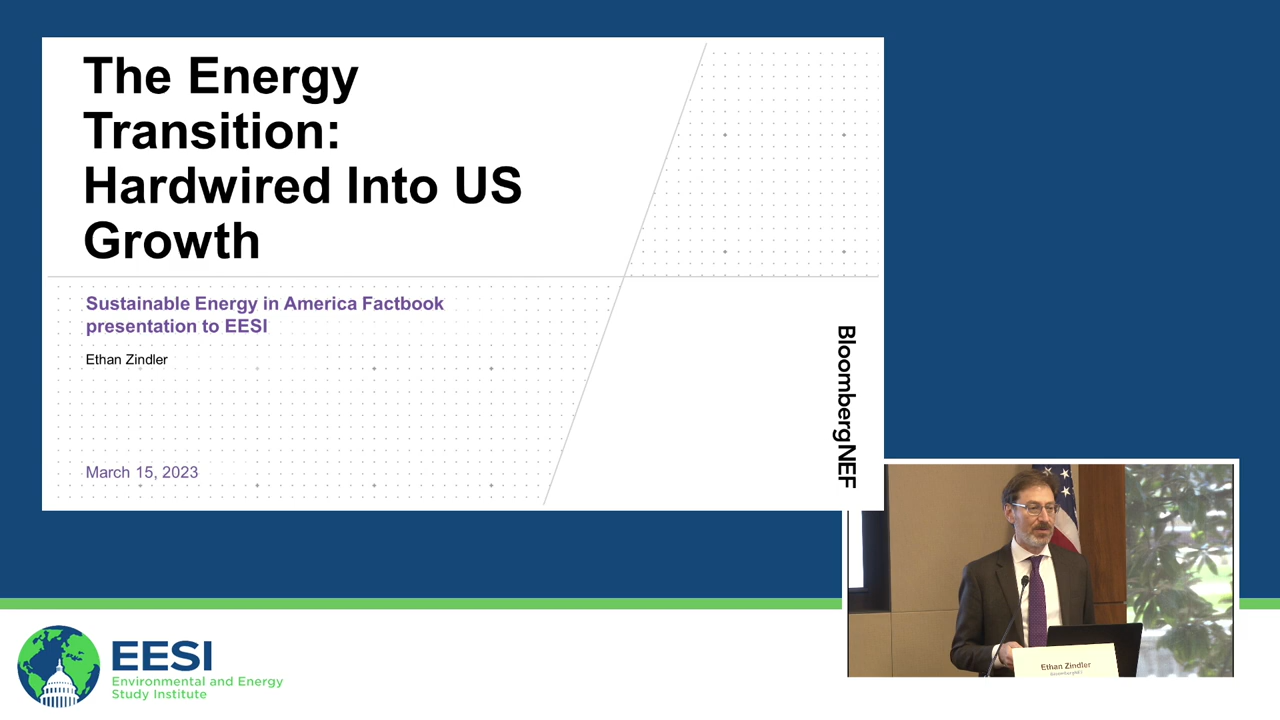 The Energy
Transition:
Hardwired Into US
Growth
Sustainable Energy in America Factbook
presentation to EESI
Ethan Zindler
March 15, 2023
BloombergNEF
Ethan Zindler
BloombergNEF
EESI
Environmental and Energy
Study Institute